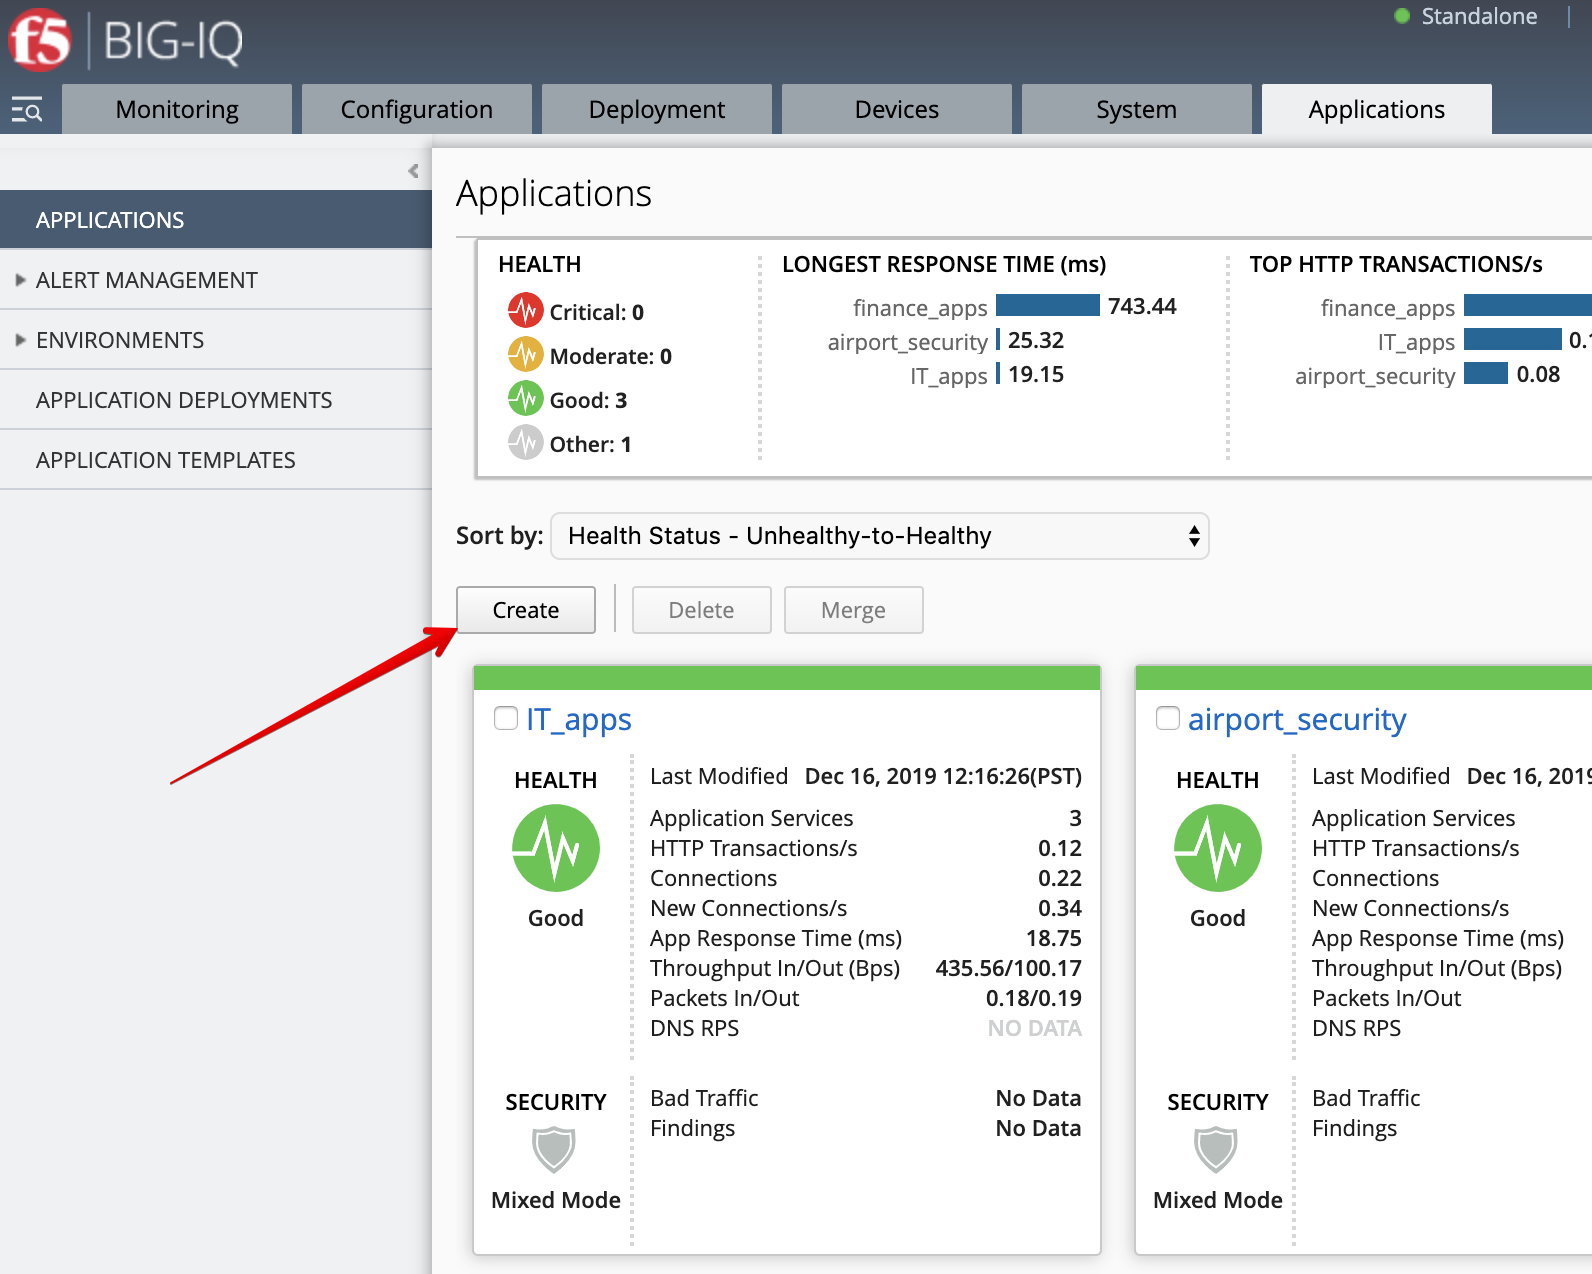 f5 BIG-IQ
Standalone
Monitoring Configuration Deployment Devices System Applications
APPLICATIONS
ALERT MANAGEMENT
ENVIRONMENTS
APPLICATION DEPLOYMENTS
APPLICATION TEMPLATES
Applications
HEALTH
Critical: 0
Moderate: 0
Good: 3
Other: 1
LONGEST RESPONSE TIME (ms)
finance_apps 743.44
airport_security 25.32
IT_apps 19.15
TOP HTTP TRANSACTIONS/s
finance_apps
IT_apps
airport_security 0.08
Sort by: Health Status - Unhealthy-to-Healthy
Create Delete Merge
IT_apps
HEALTH
Good
Last Modified Dec 16, 2019 12:16:26(PST)
Application Services 3
HTTP Transactions/s 0.12
Connections 0.22
New Connections/s 0.34
App Response Time (ms) 18.75
Throughput In/Out (Bps) 435.56/100.17
Packets In/Out 0.18/0.19
DNS RPS NO DATA
SECURITY
Mixed Mode
Bad Traffic No Data
Findings No Data
airport_security
HEALTH
Good
Last Modified Dec 16, 2019
Application Services
HTTP Transactions/s
Connections
New Connections/s
App Response Time (ms)
Throughput In/Out (Bps)
Packets In/Out
DNS RPS
SECURITY
Mixed Mode
Bad Traffic
Findings